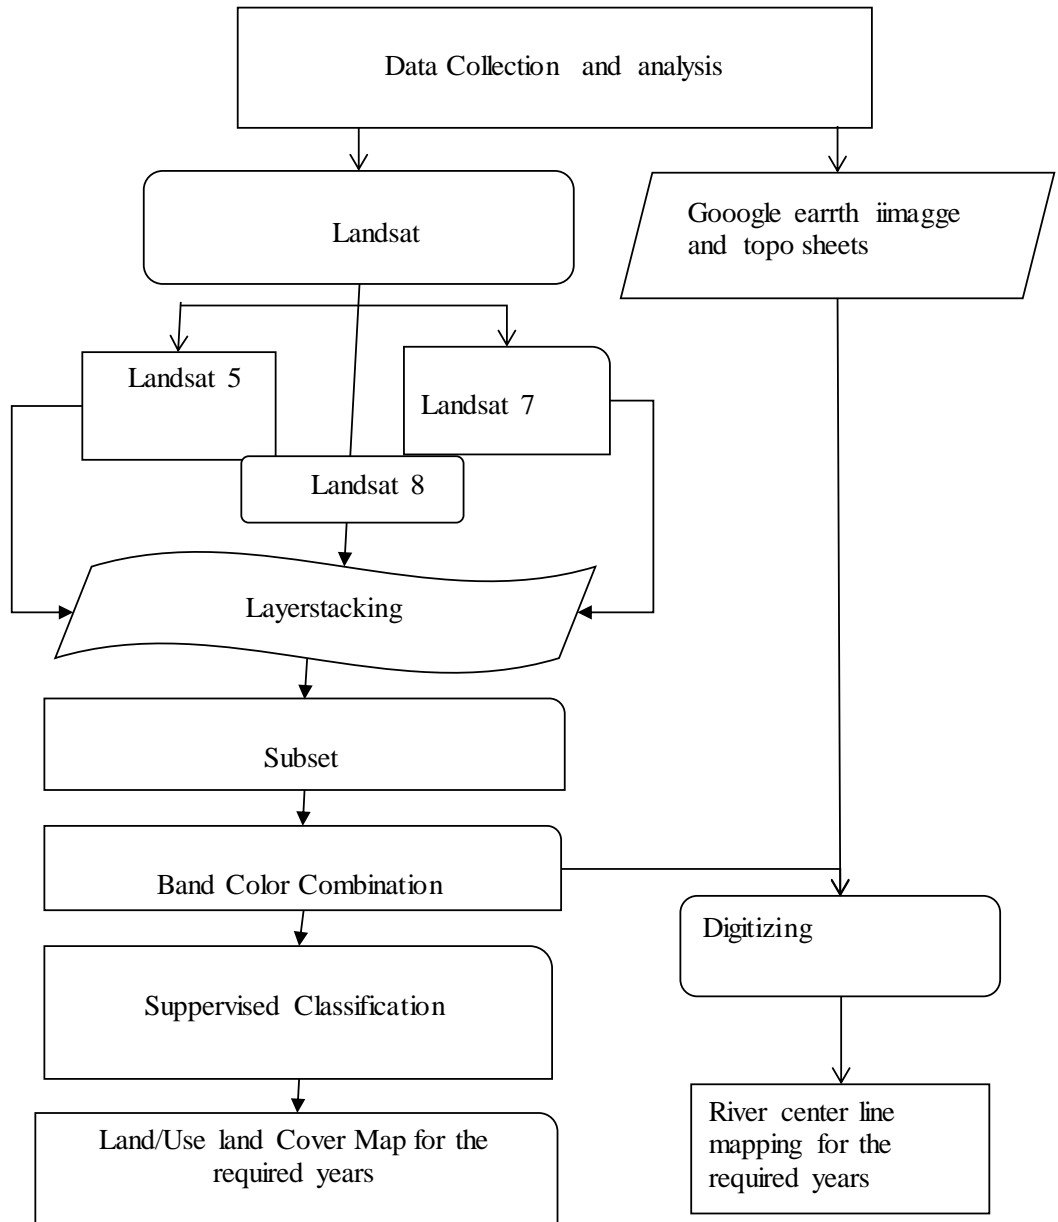 Data Collection and analysis
Landsat
Gooogle earrth iimagge
and topo sheets
Landsat 5
Landsat 7
Landsat 8
Layerstacking
Subset
Band Color Combination
Digitizing
Suppervised Classification
Land/Use land Cover Map for the
required years
River center line
mapping for the
required years